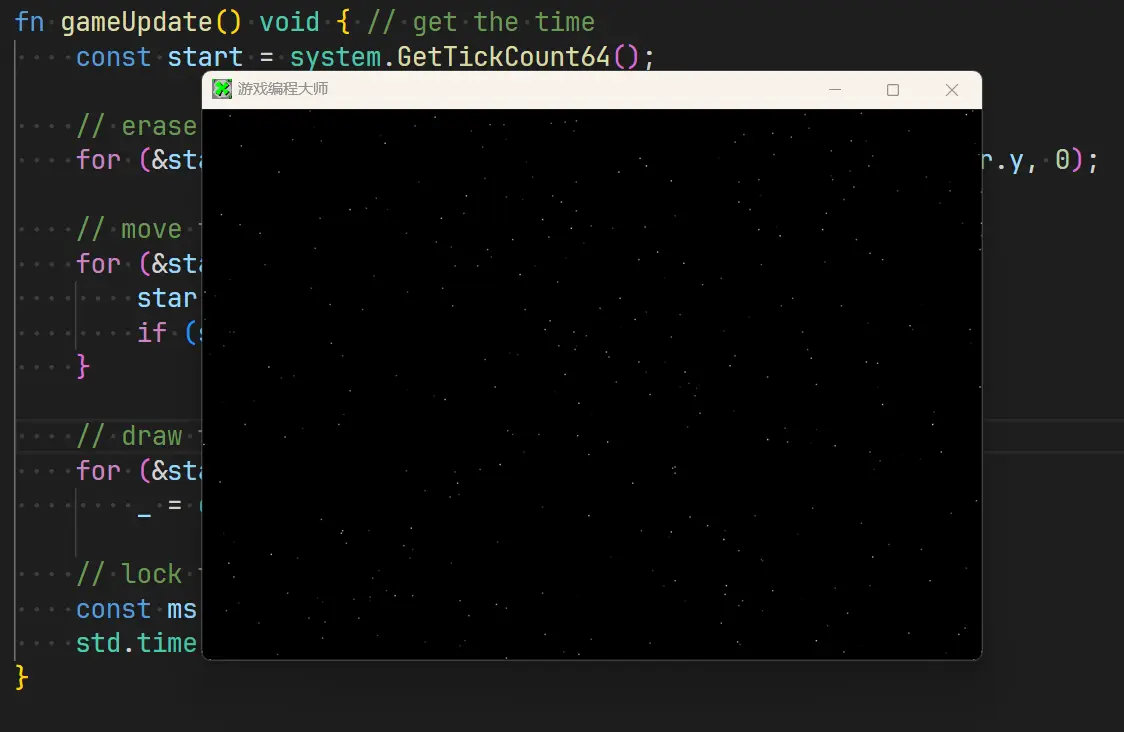 fn gameUpdate() void { // get the time
const start = system.GetTickCount64();
游戏编程大师
// erase
for (&sta r.y, 0);
// move
for (&sta
star
if (
}
// draw
for (&sta
_ =
// lock
const ms
std.time
}